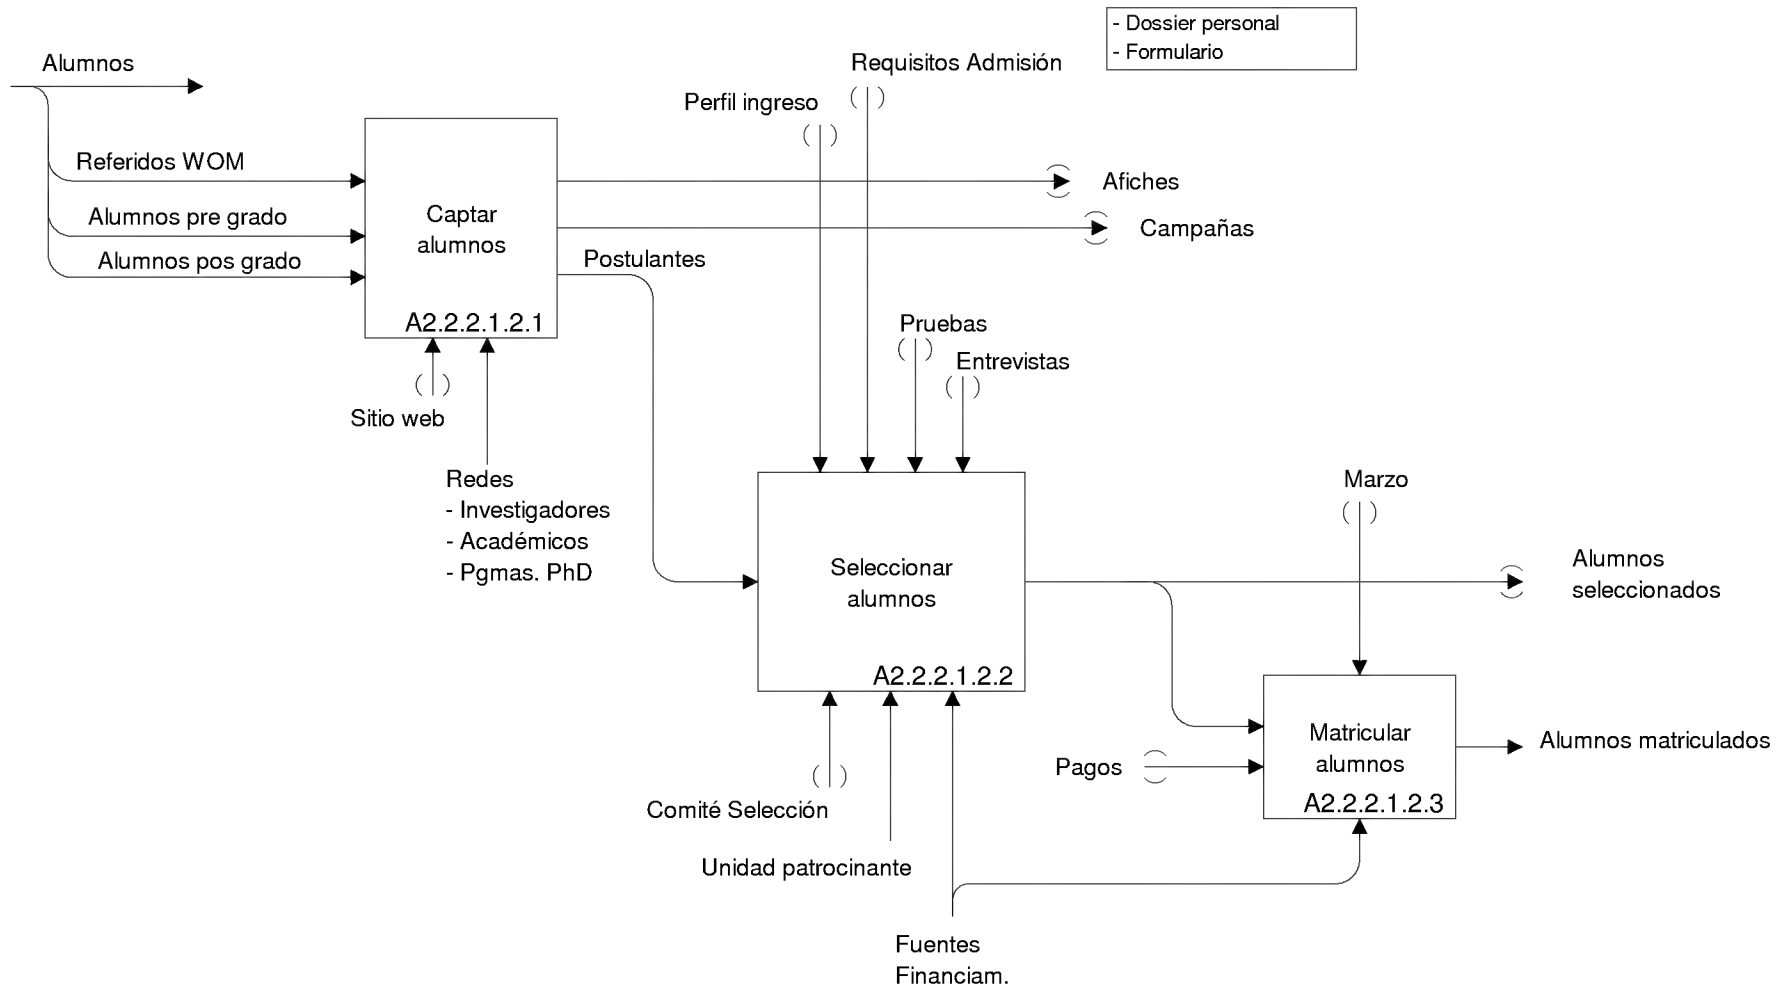 - Dossier personal
- Formulario
Alumnos
Requisitos Admisión
Perfil ingreso
Referidos WOM
Alumnos pre grado
Alumnos pos grado
Captar
alumnos
A2.2.2.1.2.1
Afiches
Campañas
Postulantes
Pruebas
Entrevistas
Sitio web
Redes
- Investigadores
- Académicos
- Pgmas. PhD
Seleccionar
alumnos
A2.2.2.1.2.2
Marzo
Alumnos
seleccionados
Matricular
alumnos
A2.2.2.1.2.3
Alumnos matriculados
Pagos
Comité Selección
Unidad patrocinante
Fuentes
Financiam.